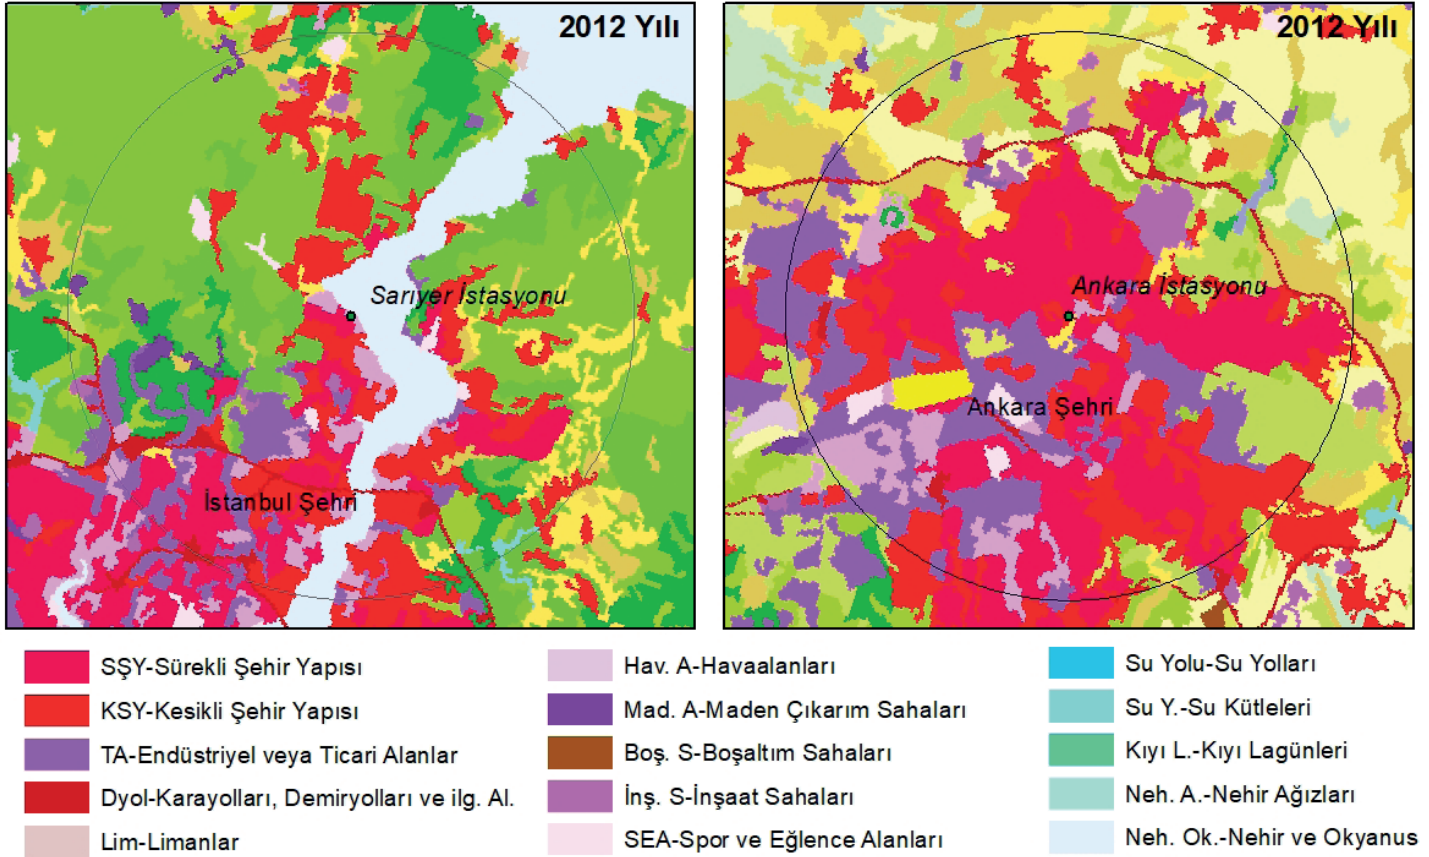 2012 Yılı
2012 Yılı
Sarıyer İstasyonu
Ankara İstasyonu
Ankara Şehri
İstanbul Şehri
SŞY-Sürekli Şehir Yapısı
KSY-Kesikli Şehir Yapısı
TA-Endüstriyel veya Ticari Alanlar
Dyol-Karayolları, Demiryolları ve ilg. Al.
Lim-Limanlar
Hav. A-Havaalanları
Mad. A-Maden Çıkarım Sahaları
Boş. S-Boşaltım Sahaları
İnş. S-İnşaat Sahaları
SEA-Spor ve Eğlence Alanları
Su Yolu-Su Yolları
Su Y.-Su Kütleleri
Kıyı L.-Kıyı Lagünleri
Neh. A.-Nehir Ağızları
Neh. Ok.-Nehir ve Okyanus